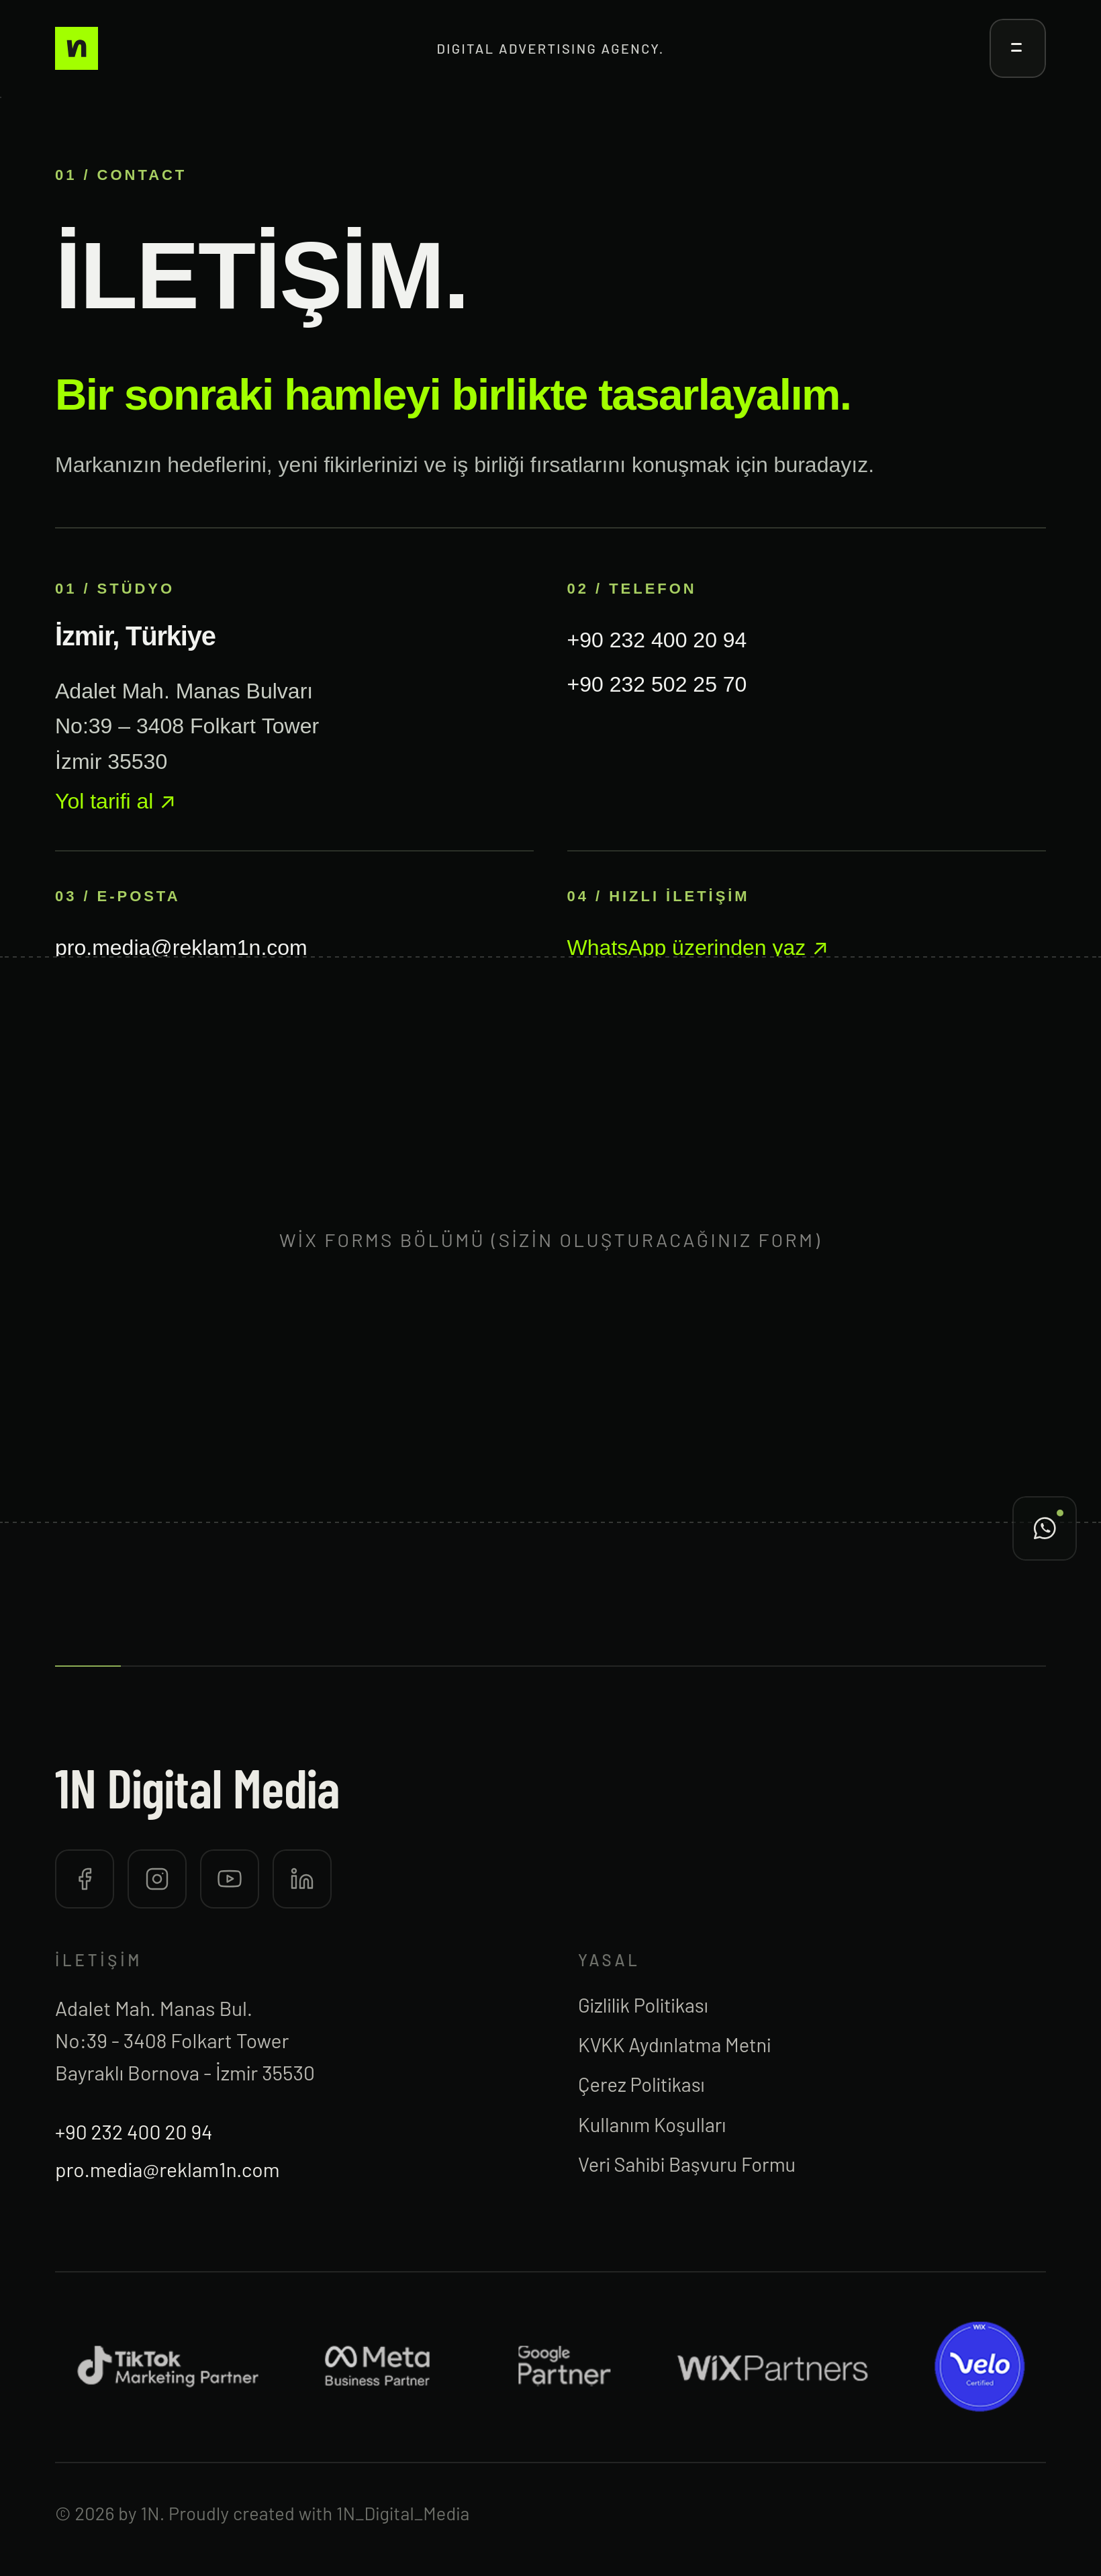 n
DIGITAL ADVERTISING AGENCY.
01 / CONTACT
İLETİŞİM.
Bir sonraki hamleyi birlikte tasarlayalım.
Markanızın hedeflerini, yeni fikirlerinizi ve iş birliği fırsatlarını konuşmak için buradayız.
01 / STÜDYO
İzmir, Türkiye
Adalet Mah. Manas Bulvarı
No:39 – 3408 Folkart Tower
İzmir 35530
Yol tarifi al ↗
02 / TELEFON
+90 232 400 20 94
+90 232 502 25 70
03 / E-POSTA
pro.media@reklam1n.com
04 / HIZLI İLETİŞİM
WhatsApp üzerinden yaz ↗
WİX FORMS BÖLÜMÜ (SİZİN OLUŞTURACAĞINIZ FORM)
1N Digital Media
İLETİŞİM
Adalet Mah. Manas Bul.
No:39 - 3408 Folkart Tower
Bayraklı Bornova - İzmir 35530
+90 232 400 20 94
pro.media@reklam1n.com
YASAL
Gizlilik Politikası
KVKK Aydınlatma Metni
Çerez Politikası
Kullanım Koşulları
Veri Sahibi Başvuru Formu
TikTok
Marketing Partner
Meta
Business Partner
Google
Partner
WiXPartners
WiX
velo
Certified
© 2026 by 1N. Proudly created with 1N_Digital_Media